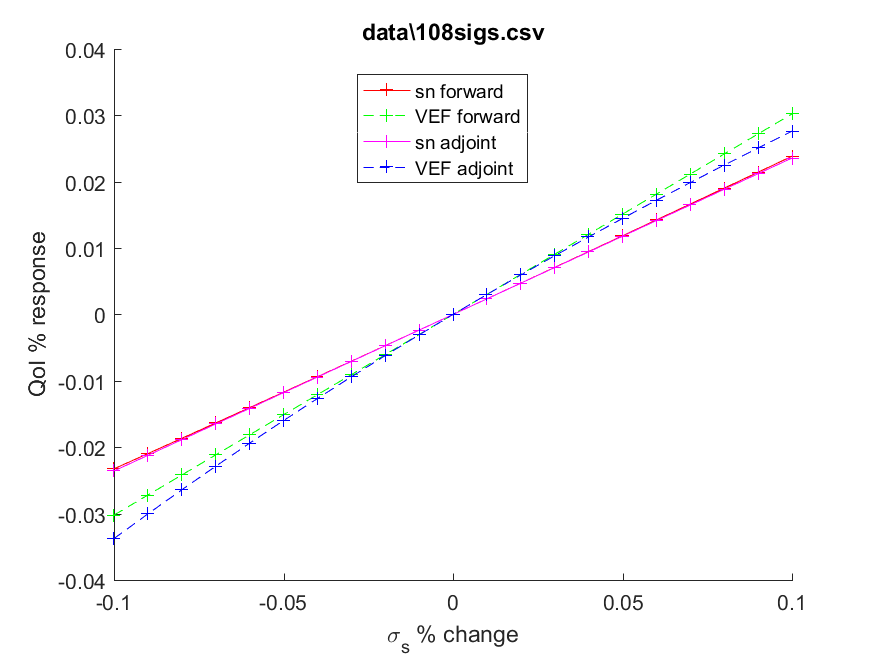 data\108sigs.csv
sn forward
VEF forward
sn adjoint
VEF adjoint
0.04
0.03
0.02
0.01
0
-0.01
-0.02
-0.03
-0.04
QoI % response
-0.1
-0.05
0
0.05
0.1
σs % change